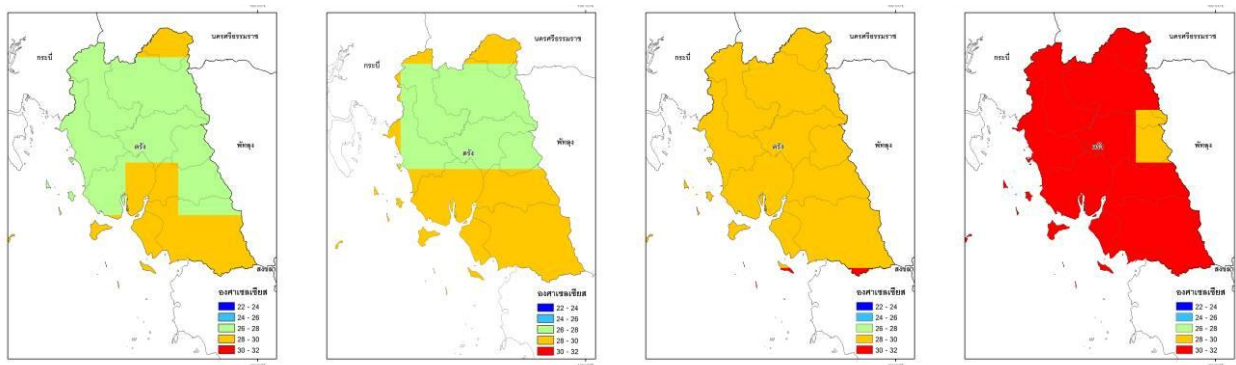 นครศรีธรรมราช
กระบี่
ตรัง
พัทลุง
สงขลา
องศาเซลเซียส
22 - 24
24 - 26
26 - 28
28 - 30
30 - 32
นครศรีธรรมราช
กระบี่
ตรัง
พัทลุง
องศาเซลเซียส
22 - 24
24 - 26
26 - 28
28 - 30
30 - 32
นครศรีธรรมราช
กระบี่
ตรัง
พัทลุง
สงขลา
องศาเซลเซียส
22 - 24
24 - 26
26 - 28
28 - 30
30 - 32
นครศรีธรรมราช
กระบี่
ตรัง
พัทลุง
สงขลา
องศาเซลเซียส
22 - 24
24 - 26
26 - 28
28 - 30
30 - 32